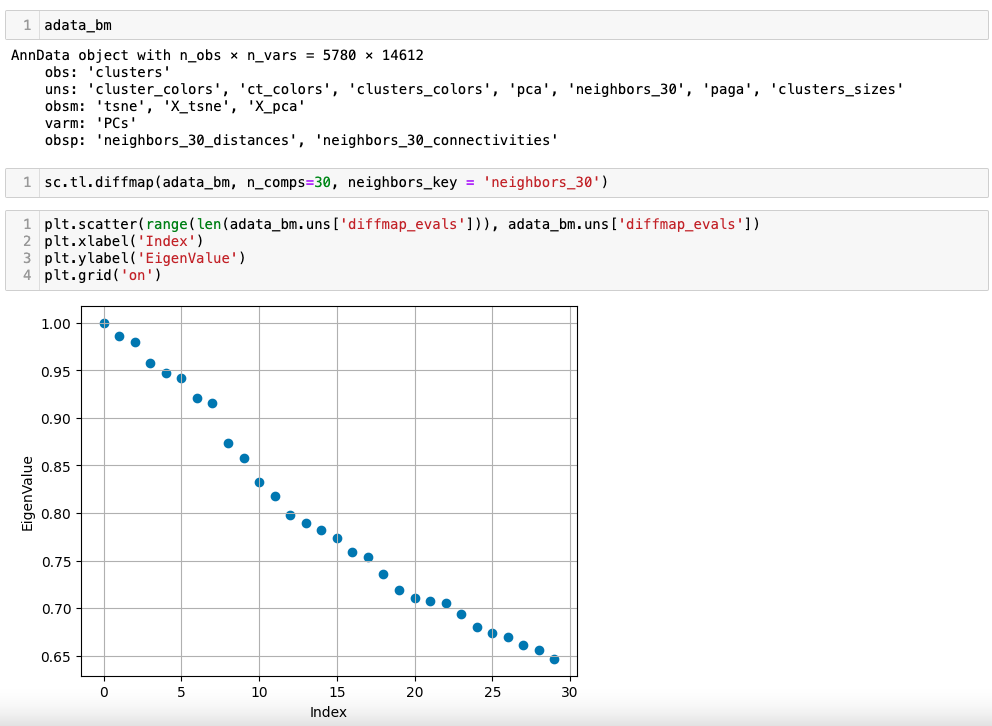 1 adata_bm
AnnData object with n_obs × n_vars = 5780 × 14612
obs: 'clusters'
uns: 'cluster_colors', 'ct_colors', 'clusters_colors', 'pca', 'neighbors_30', 'paga', 'clusters_sizes'
obsm: 'tsne', 'X_tsne', 'X_pca'
varm: 'PCs'
obsp: 'neighbors_30_distances', 'neighbors_30_connectivities'
1 sc.tl.diffmap(adata_bm, n_comps=30, neighbors_key = 'neighbors_30')
1 plt.scatter(range(len(adata_bm.uns['diffmap_evals'])), adata_bm.uns['diffmap_evals'])
2 plt.xlabel('Index')
3 plt.ylabel('EigenValue')
4 plt.grid('on')
1.00
0.95
0.90
0.85
0.80
0.75
0.70
0.65
EigenValue
0 5 10 15 20 25 30
Index